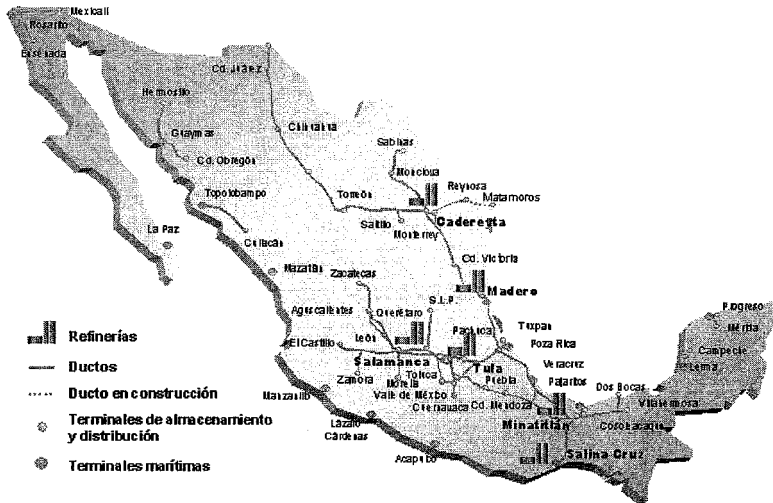 Mexicali
Rosarito
Ensenada
Cd. Juárez
Hermosillo
Guaymas
Cd. Obregón
Chihuahua
Sabinas
Monclova
Reynosa
Matamoros
Topolobampo
Torreón
Saltillo
Monterrey
Cadereyta
La Paz
Culiacán
Cd. Victoria
Mazatlán
Zacatecas
Madero
Aguascalientes
Querétaro
S.L.P.
Progreso
Mérida
Refinerías
El Castillo
León
Pachuca
Tuxpan
Poza Rica
Campeche
Lerma
Salamanca
Tula
Veracruz
Ductos
Zamora
Morelia
Toluca
Puebla
Pajaritos
Dos Bocas
Ducto en construcción
Manzanillo
Valle de México
Cuernavaca
Cd. Mendoza
Villahermosa
Minatitlán
Cosoleacaque
Terminales de almacenamiento
y distribución
Lázaro
Cárdenas
Salina Cruz
Acapulco
Terminales marítimas